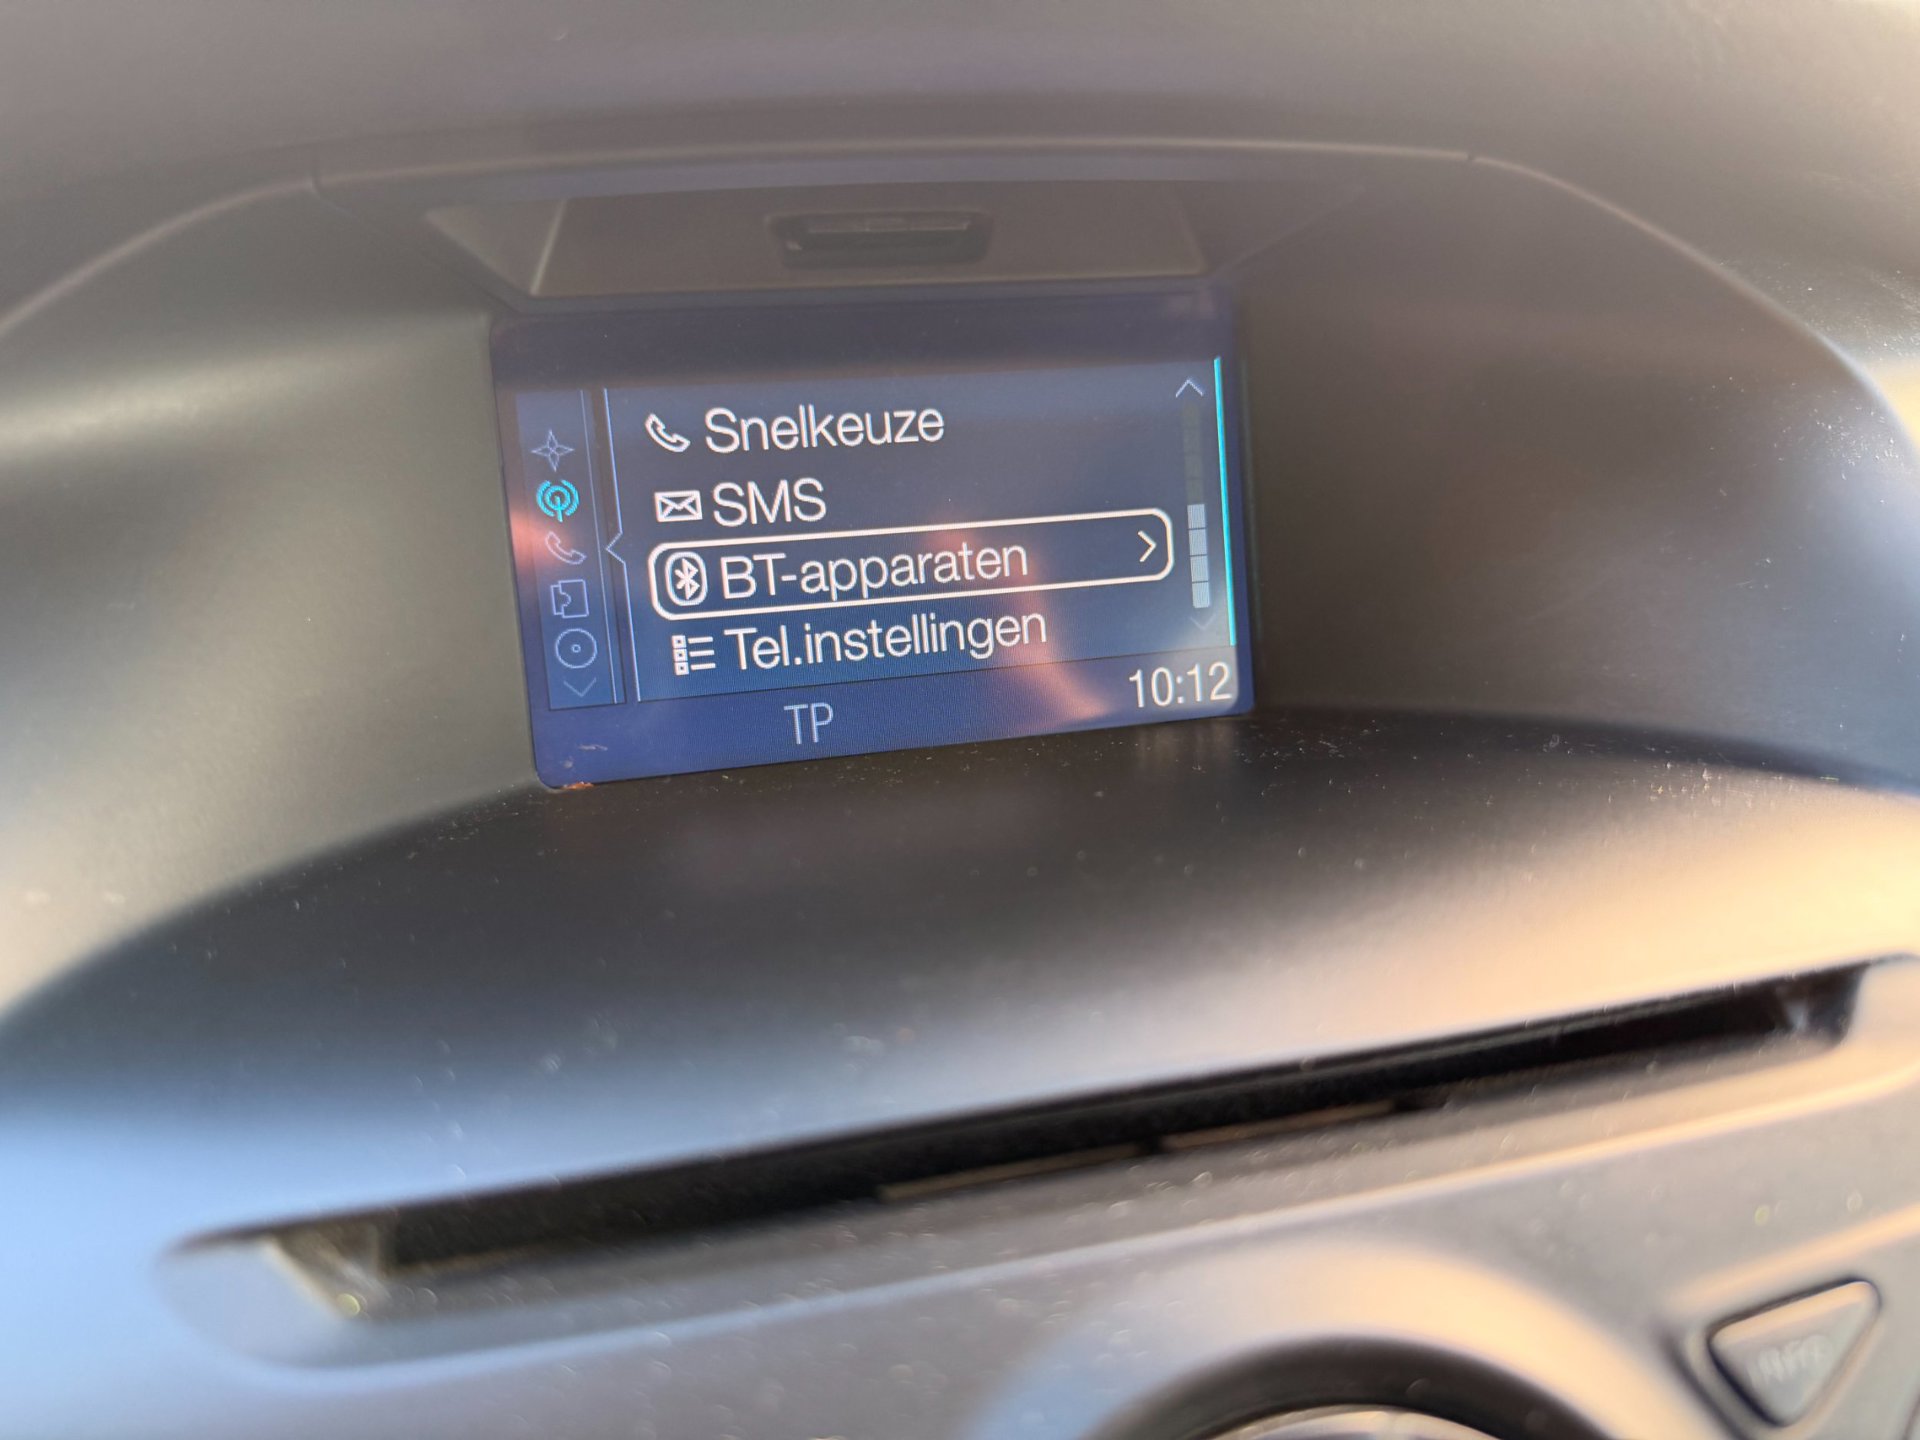 Snelkeuze
SMS
BT-apparaten
Tel.instellingen
TP
10:12